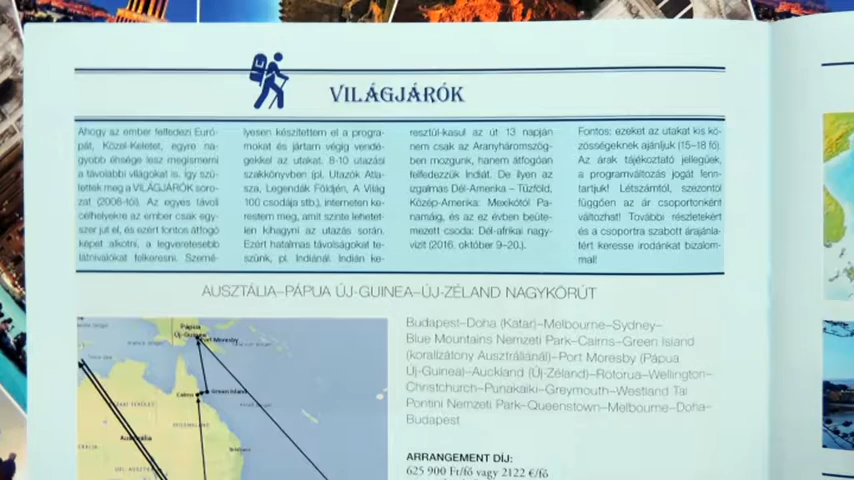 VILÁGJÁRÓK
Ahogy az ember felfedezi Euró-
pát, Közel-Keletet, egyre na-
gyobb éhsége lesz megismerni
a távolabbi világokat is. Így szü-
lettek meg a VILÁGJÁRÓK soro-
zat (2008-tól). Az egyes távoli
célhelyekre az ember csak egy-
szer jut el, és ezért fontos átfogó
képet alkotni, a legveretesebb
látnivalókat felkeresni. Szemé-
lyesen készítettem el a progra-
mokat és jártam végig vendé-
gekkel az utakat. 8-10 utazási
szakkönyvben (pl. Utazók Atla-
sza, Legendák Földjén, A Világ
100 csodája stb.), interneten ke-
restem meg, amit szinte lehetet-
len kihagyni az utazás során.
Ezért hatalmas távolságokat te-
szünk, pl. Indiánál. Indián ke-
resztül-kasul az út 13 napján
nem csak az Aranyháromszög-
ben mozgunk, hanem átfogóan
felfedezzük Indiát. De ilyen az
izgalmas Dél-Amerika – Tűzföld,
Közép-Amerika: Mexikótól Pa-
namáig, és az ez évben beüte-
mezett csoda: Dél-afrikai nagy-
vizit (2016. október 9–20.).
Fontos: ezeket az utakat kis kö-
zösségeknek ajánljuk (15–18 fő).
Az árak tájékoztató jellegűek,
a programváltozás jogát fenn-
tartjuk! Létszámtól, szezontól
függően az ár csoportonként
változhat! További részletekért
és a csoportra szabott árajánla-
tért keresse irodánkat bizalom-
mal!
AUSZTÁLIA–PÁPUA ÚJ-GUINEA–ÚJ-ZÉLAND NAGYKÖRÚT
Pápua
Új-Guinea
Port Moresby
Green Island
Cairns
Ausztrália
Budapest–Doha (Katar)–Melbourne–Sydney–
Blue Mountains Nemzeti Park–Cairns–Green Island
(korallzátony Ausztráliánál)–Port Moresby (Pápua
Új-Guinea)–Auckland (Új-Zéland)–Rotorua–Wellington–
Christchurch–Punakaiki–Greymouth–Westland Tai
Pontini Nemzeti Park–Queenstown–Melbourne–Doha–
Budapest
ARRANGEMENT DÍJ:
625 900 Ft/fő vagy 2122 €/fő